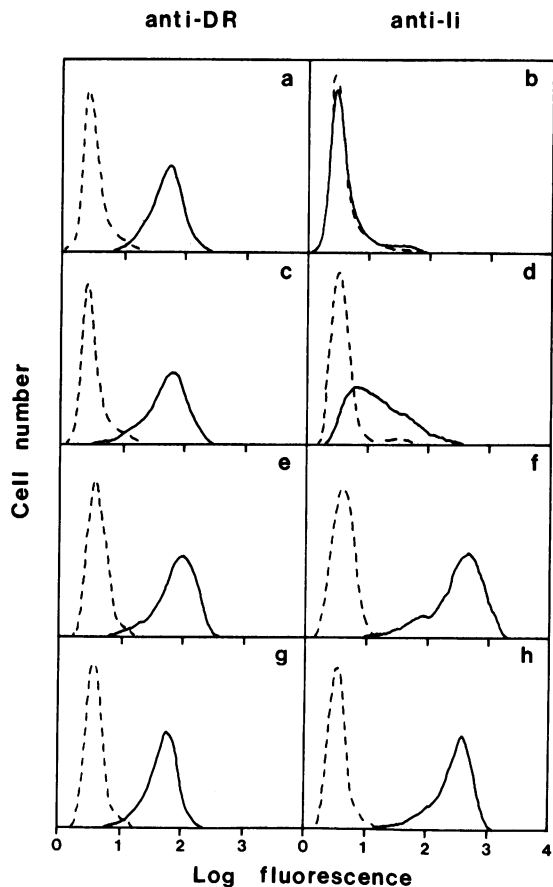 anti-DR anti-Ii
a b
c d
e f
g h
Cell number
0 1 2 3 0 1 2 3 4
Log fluorescence